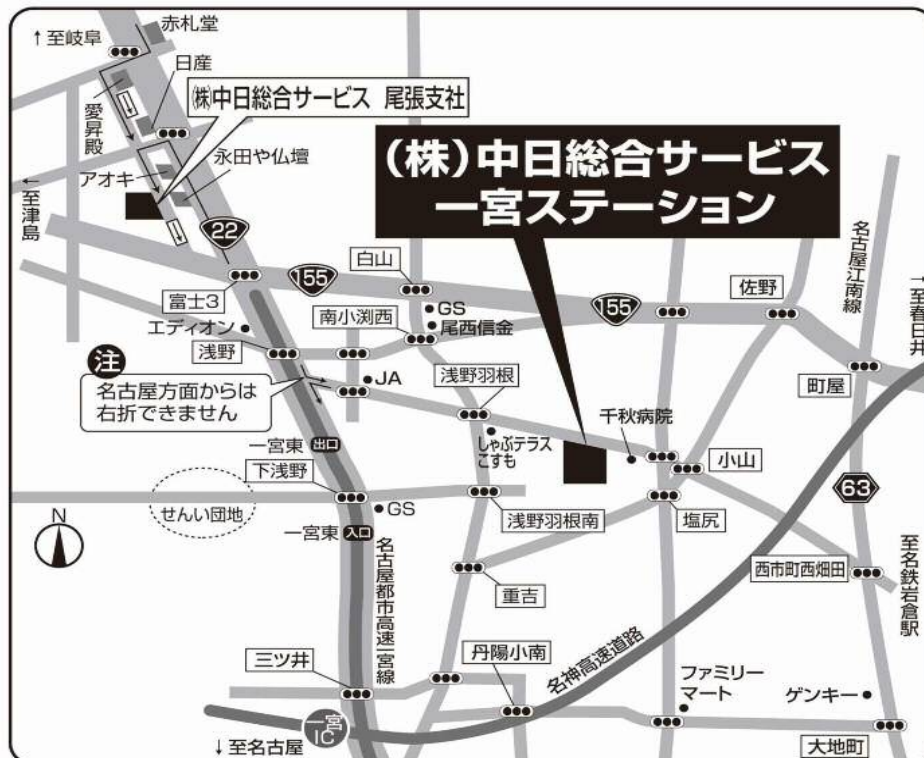 赤札堂
↑至岐阜
日産
㈱中日総合サービス 尾張支社
愛昇殿
永田や仏壇
アオキ
←至津島
(株)中日総合サービス
一宮ステーション
22
155
白山
富士3
GS
尾西信金
南小渕西
155
佐野
名古屋江南線
→至春日井
エディオン
浅野
注
名古屋方面からは
右折できません
JA
浅野羽根
町屋
千秋病院
しゃぶテラス
こすも
一宮東 出口
小山
下浅野
63
せんい団地
GS
浅野羽根南
塩尻
N
一宮東 入口
名古屋都市高速一宮線
重吉
西市町西畑田
至名鉄岩倉駅
三ツ井
丹陽小南
名神高速道路
ファミリー
マート
ゲンキー
一宮
IC
↓至名古屋
大地町